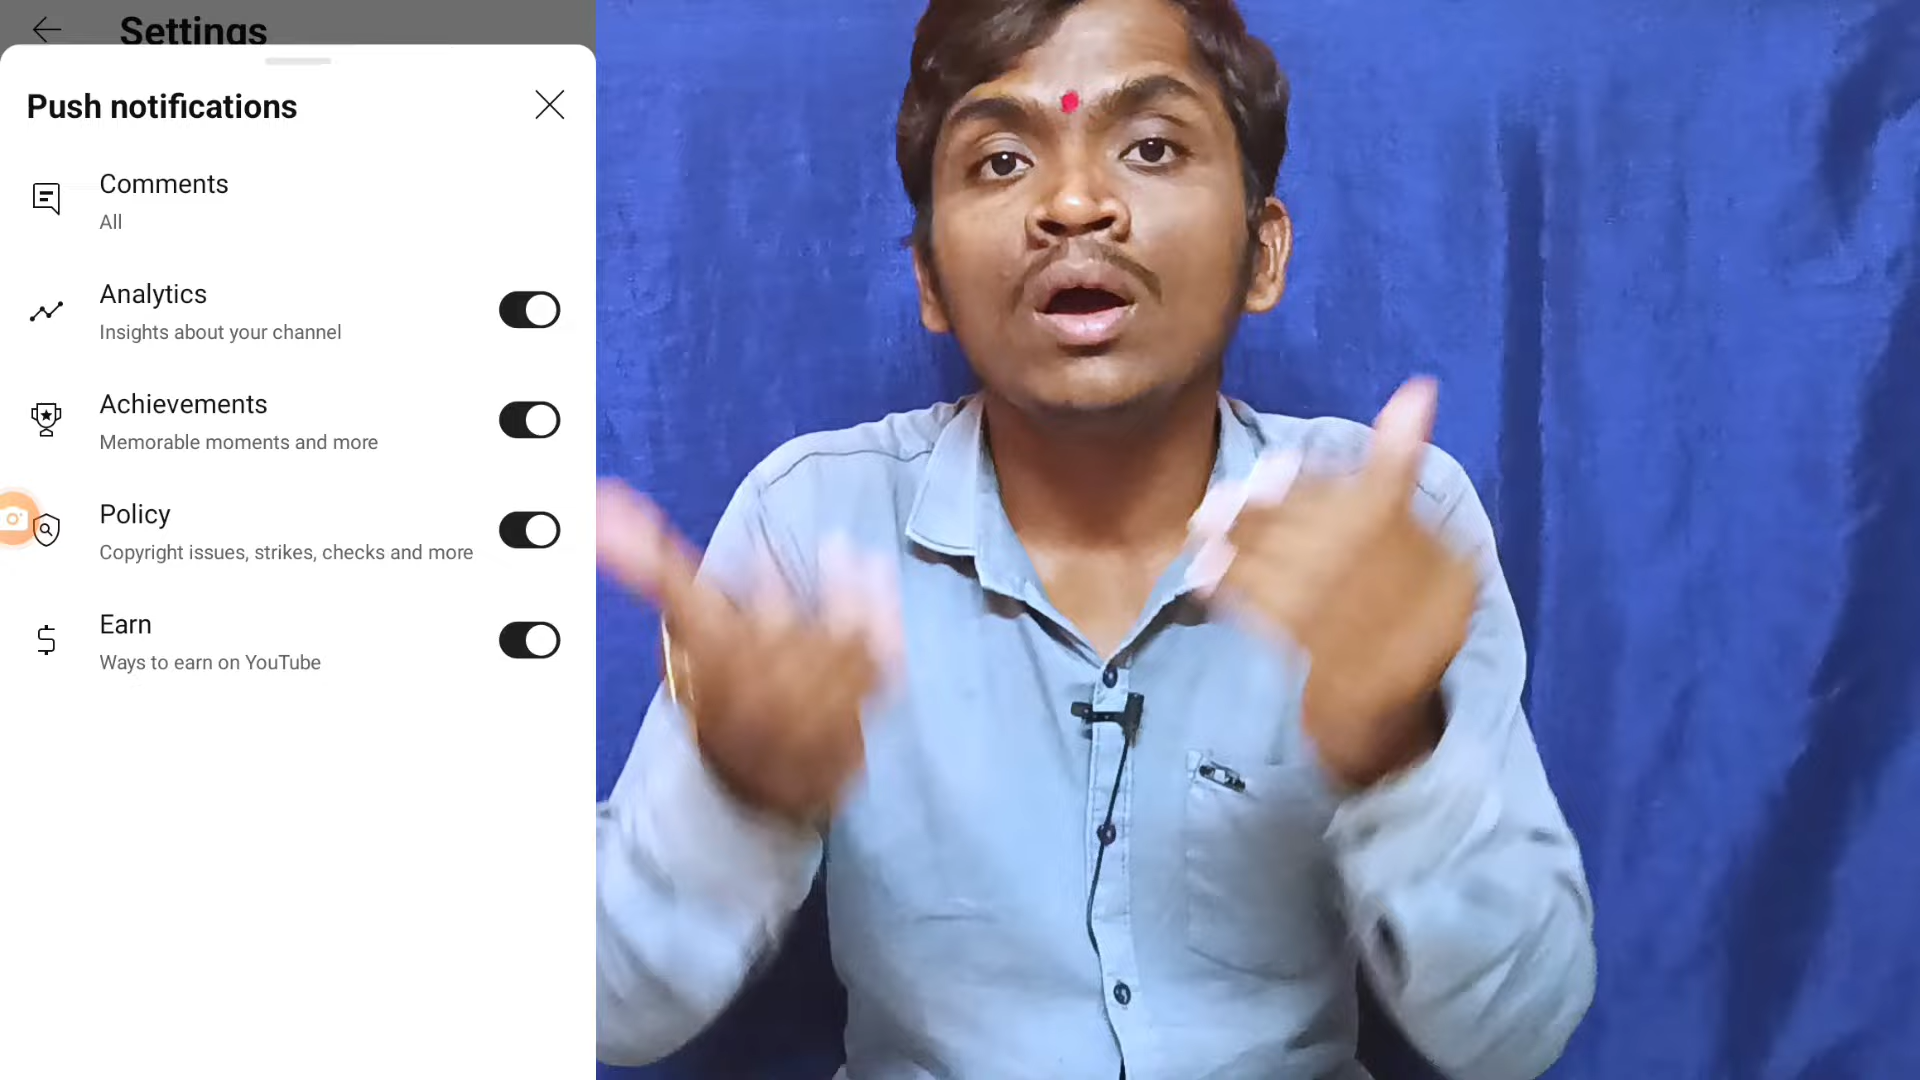 Settings
Push notifications
Comments
All
Analytics
Insights about your channel
Achievements
Memorable moments and more
Policy
Copyright issues, strikes, checks and more
Earn
Ways to earn on YouTube